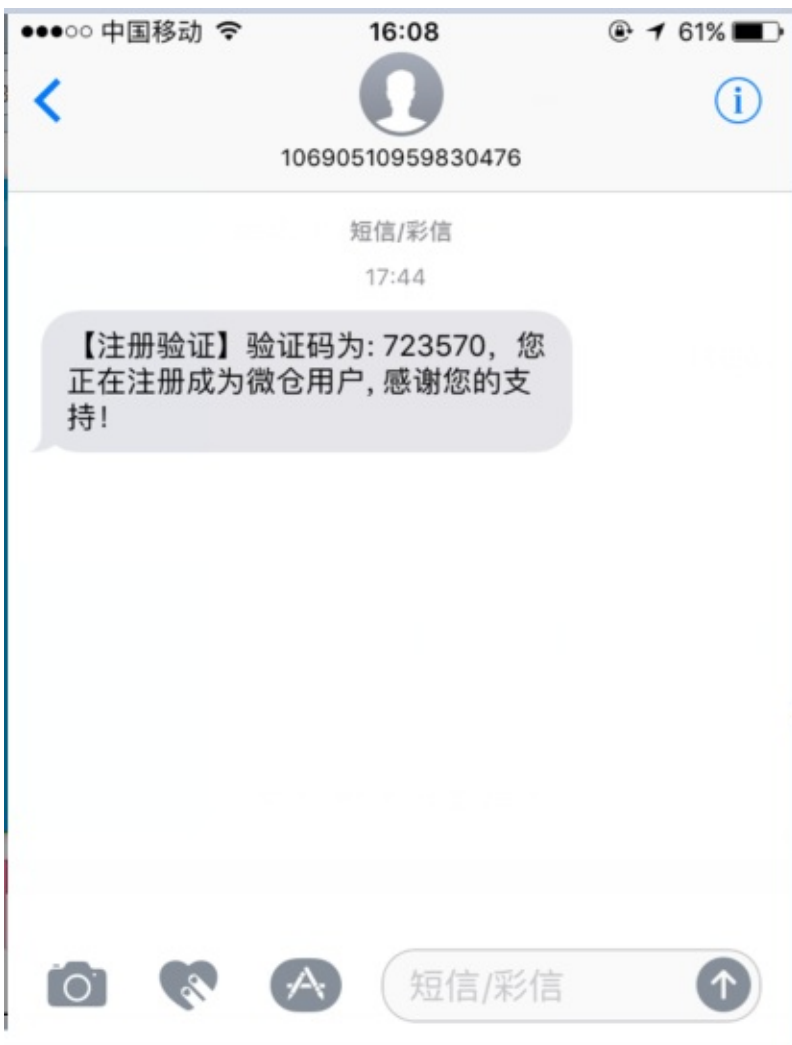 中国移动 16:08 61%
10690510959830476
短信/彩信
17:44
【注册验证】验证码为: 723570, 您
正在注册成为微仓用户, 感谢您的支
持!
短信/彩信